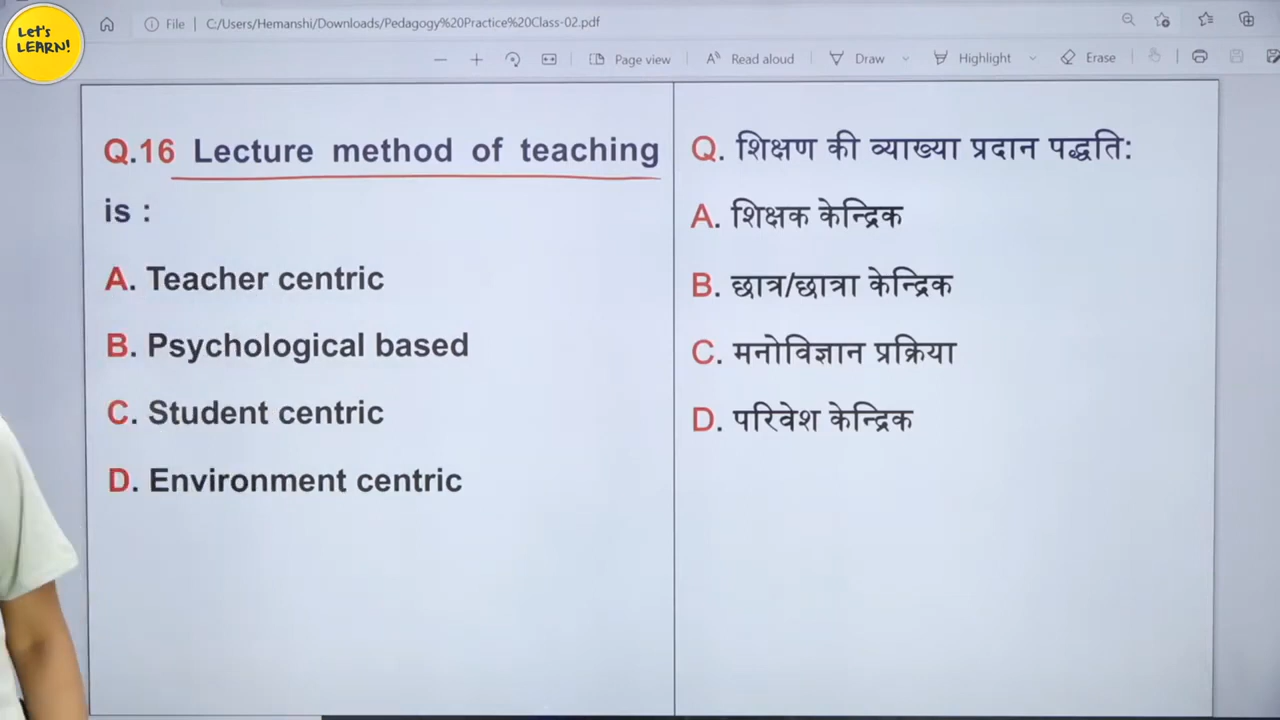 Let's
LEARN!
File | C:/Users/Hemanshi/Downloads/Pedagogy%20Practice%20Class-02.pdf
Page view | Read aloud | Draw | Highlight | Erase
Q.16 Lecture method of teaching
is :
A. Teacher centric
B. Psychological based
C. Student centric
D. Environment centric
Q. शिक्षण की व्याख्या प्रदान पद्धति:
A. शिक्षक केन्द्रिक
B. छात्र/छात्रा केन्द्रिक
C. मनोविज्ञान प्रक्रिया
D. परिवेश केन्द्रिक